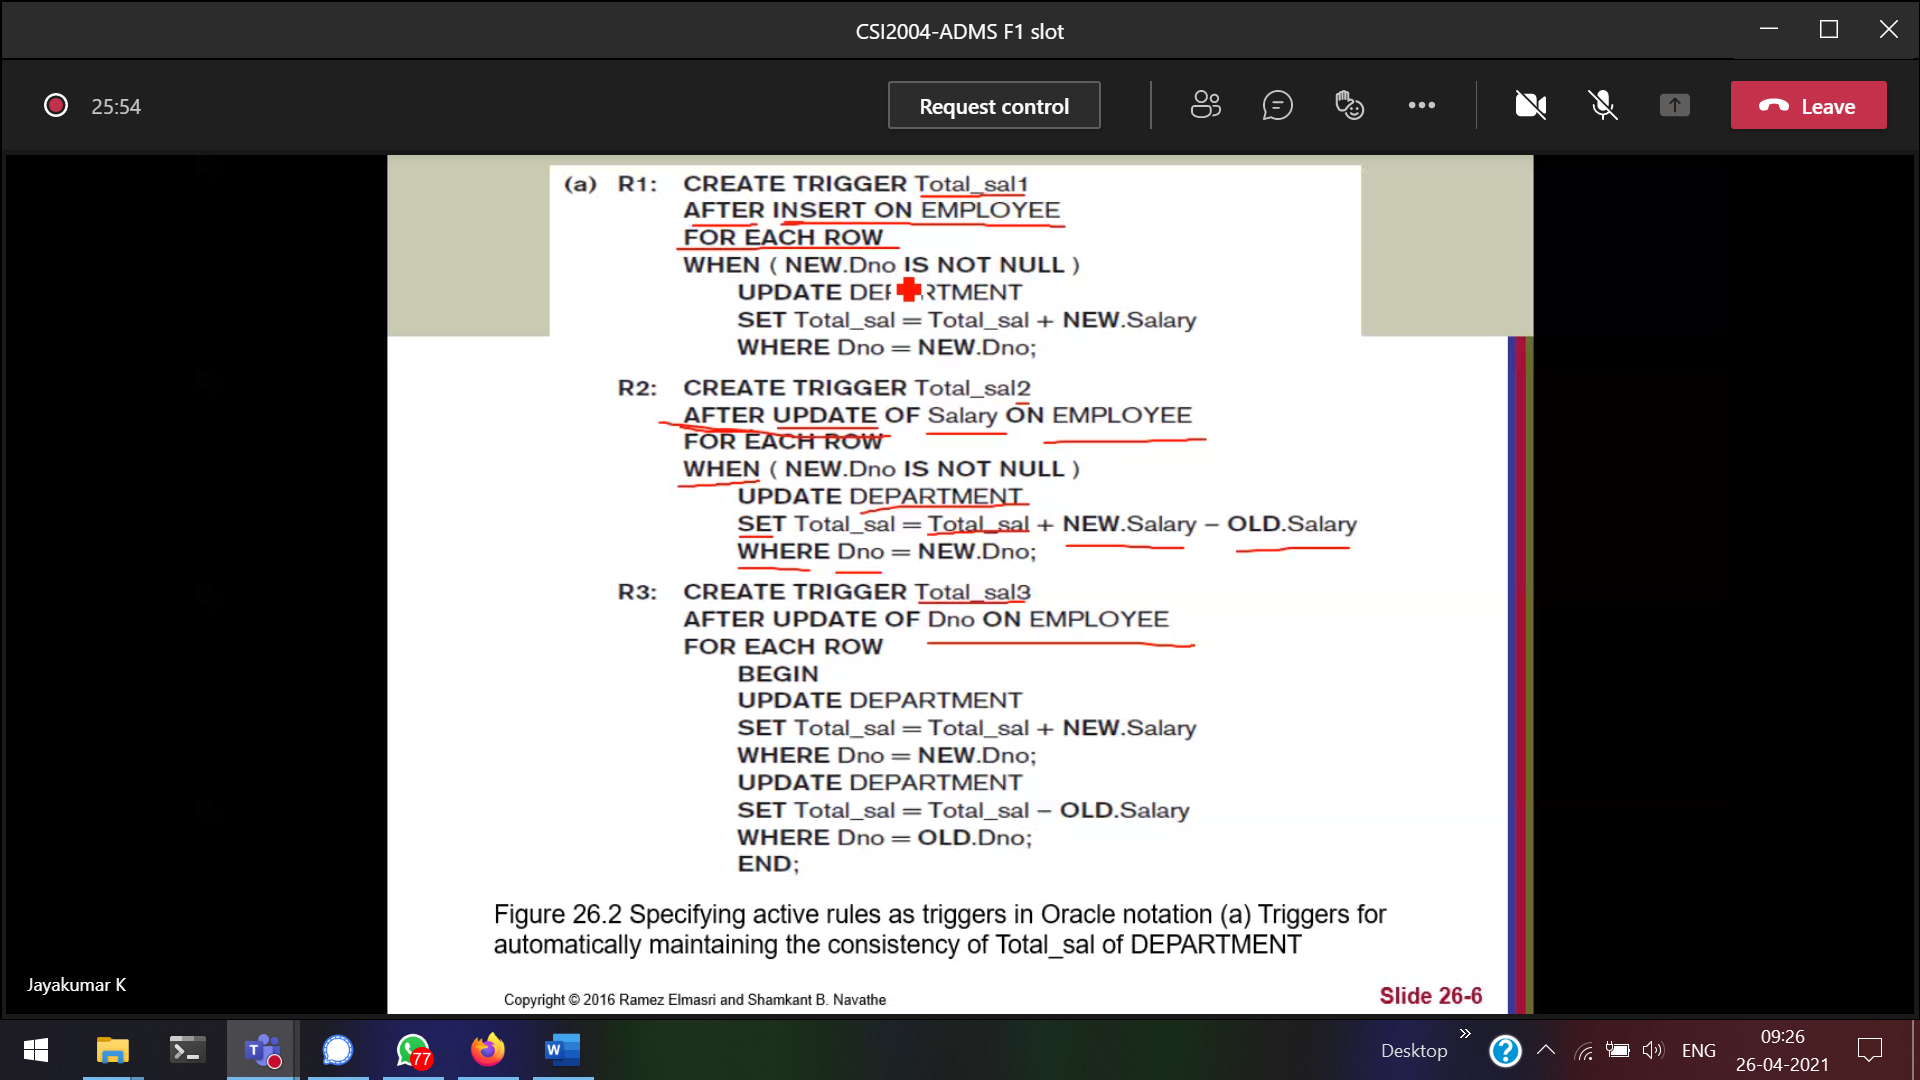 CSI2004-ADMS F1 slot
25:54
Request control
Leave
(a) R1: CREATE TRIGGER Total_sal1
AFTER INSERT ON EMPLOYEE
FOR EACH ROW
WHEN ( NEW.Dno IS NOT NULL )
UPDATE DEPARTMENT
SET Total_sal = Total_sal + NEW.Salary
WHERE Dno = NEW.Dno;
R2: CREATE TRIGGER Total_sal2
AFTER UPDATE OF Salary ON EMPLOYEE
FOR EACH ROW
WHEN ( NEW.Dno IS NOT NULL )
UPDATE DEPARTMENT
SET Total_sal = Total_sal + NEW.Salary – OLD.Salary
WHERE Dno = NEW.Dno;
R3: CREATE TRIGGER Total_sal3
AFTER UPDATE OF Dno ON EMPLOYEE
FOR EACH ROW
BEGIN
UPDATE DEPARTMENT
SET Total_sal = Total_sal + NEW.Salary
WHERE Dno = NEW.Dno;
UPDATE DEPARTMENT
SET Total_sal = Total_sal – OLD.Salary
WHERE Dno = OLD.Dno;
END;
Figure 26.2 Specifying active rules as triggers in Oracle notation (a) Triggers for
automatically maintaining the consistency of Total_sal of DEPARTMENT
Jayakumar K
Copyright © 2016 Ramez Elmasri and Shamkant B. Navathe
Slide 26-6
77
Desktop
ENG
09:26
26-04-2021